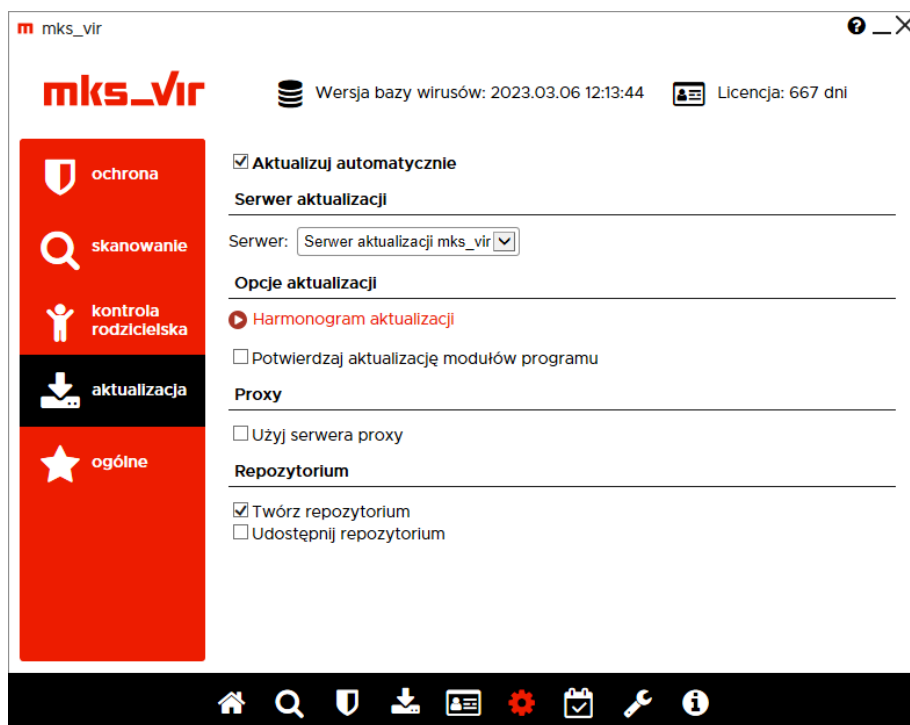 m mks_vir
mks_vır
Wersja bazy wirusów: 2023.03.06 12:13:44
Licencja: 667 dni
ochrona
skanowanie
kontrola
rodzicielska
aktualizacja
ogólne
Aktualizuj automatycznie
Serwer aktualizacji
Serwer: Serwer aktualizacji mks_vir
Opcje aktualizacji
Harmonogram aktualizacji
Potwierdzaj aktualizację modułów programu
Proxy
Użyj serwera proxy
Repozytorium
Twórz repozytorium
Udostępnij repozytorium